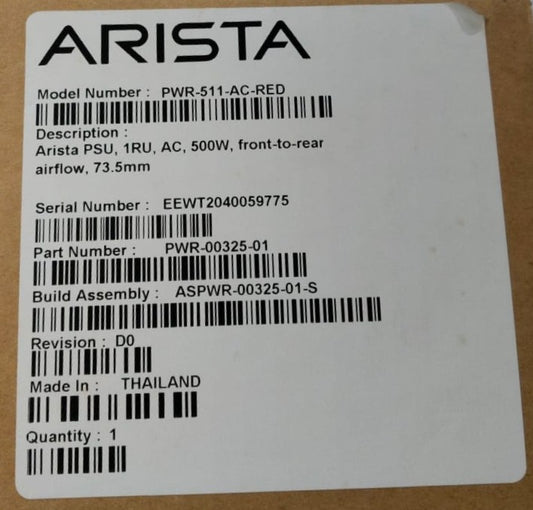 ARISTA
Model Number : PWR-511-AC-RED
Description :
Arista PSU, 1RU, AC, 500W, front-to-rear
airflow, 73.5mm
Serial Number : EEWT2040059775
Part Number : PWR-00325-01
Build Assembly : ASPWR-00325-01-S
Revision : D0
Made In : THAILAND
Quantity : 1